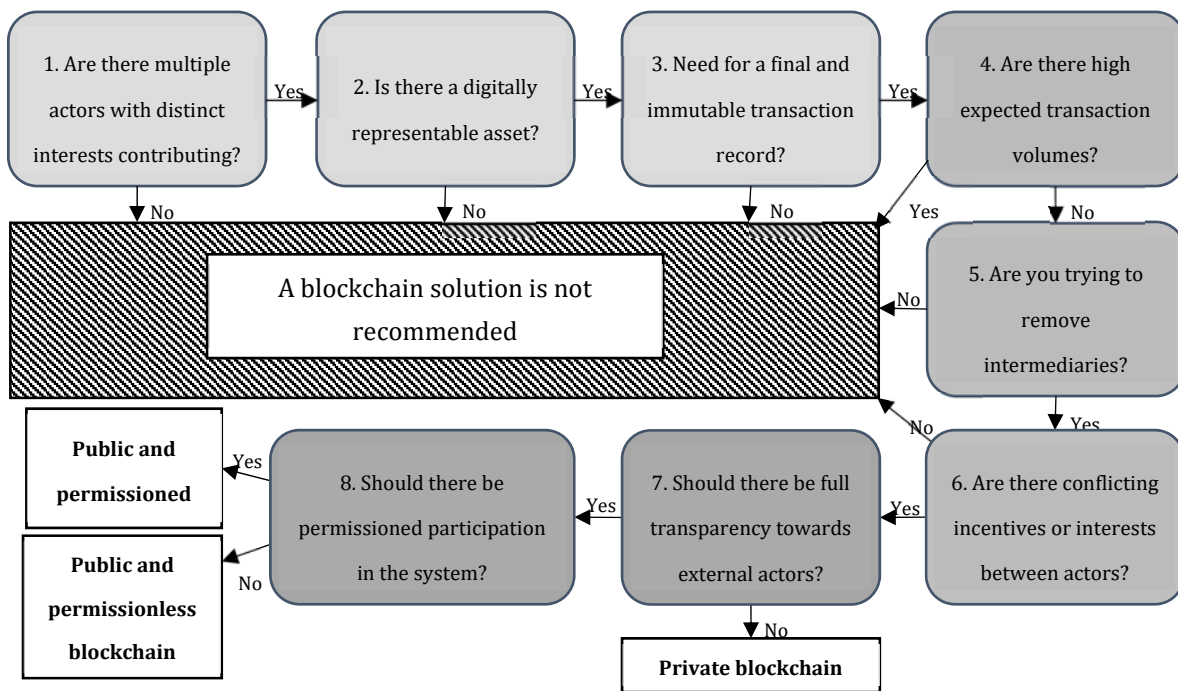 1. Are there multiple
actors with distinct
interests contributing?
Yes
2. Is there a digitally
representable asset?
Yes
3. Need for a final and
immutable transaction
record?
Yes
4. Are there high
expected transaction
volumes?
No
No
No
Yes
No
A blockchain solution is not
recommended
No
5. Are you trying to
remove
intermediaries?
Yes
No
6. Are there conflicting
incentives or interests
between actors?
Yes
7. Should there be full
transparency towards
external actors?
Yes
8. Should there be
permissioned participation
in the system?
Yes
Public and
permissioned
No
Public and
permissionless
blockchain
No
Private blockchain